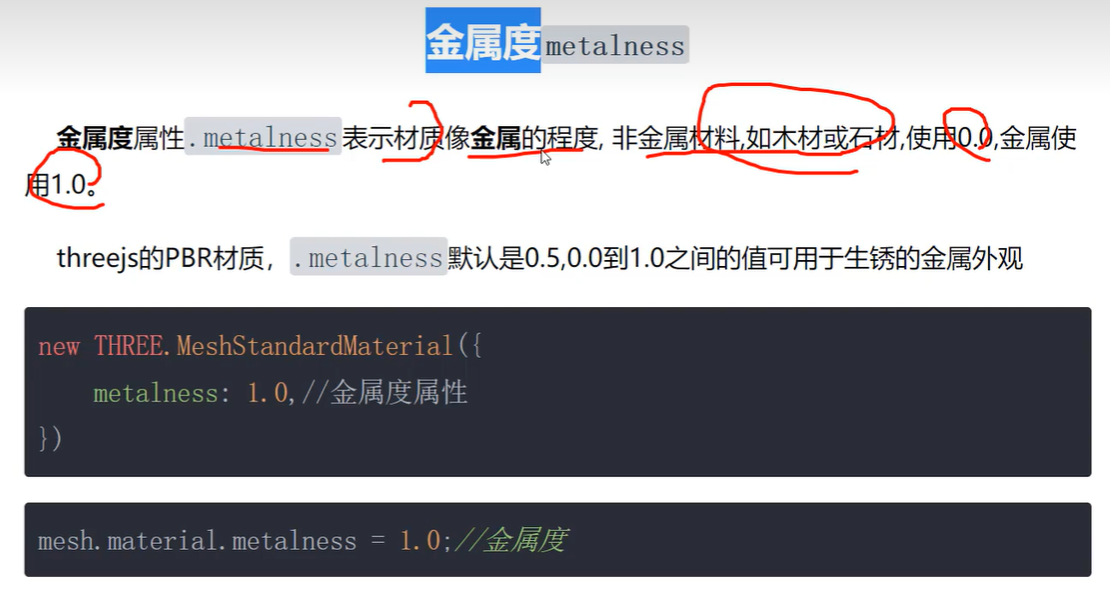 金属度metalness
金属度属性.metalness表示材质像金属的程度, 非金属材料,如木材或石材,使用0.0,金属使
用1.0。
threejs的PBR材质，.metalness默认是0.5,0.0到1.0之间的值可用于生锈的金属外观
new THREE.MeshStandardMaterial({
metalness: 1.0,//金属度属性
})
mesh.material.metalness = 1.0;//金属度